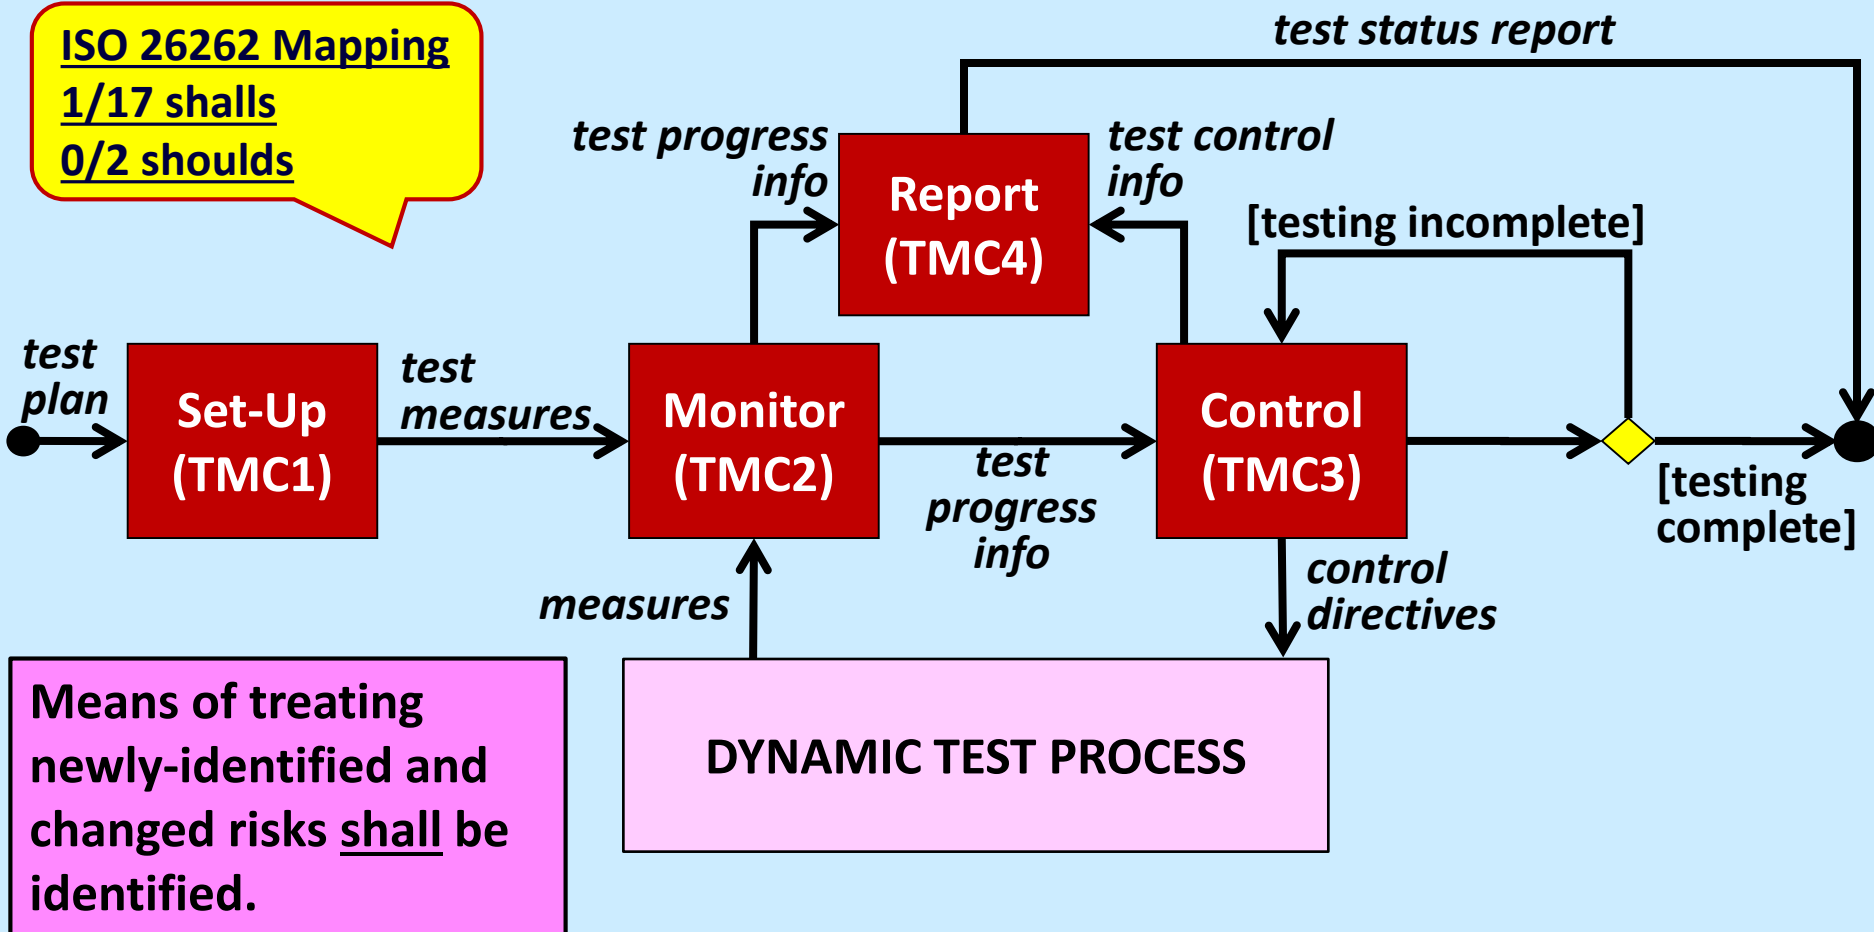 ISO 26262 Mapping
1/17 shalls
0/2 shoulds
test status report
test progress
info
Report
(TMC4)
test control
info
[testing incomplete]
test
plan
Set-Up
(TMC1)
test
measures
Monitor
(TMC2)
test
progress
info
Control
(TMC3)
[testing
complete]
measures
control
directives
Means of treating
newly-identified and
changed risks shall be
identified.
DYNAMIC TEST PROCESS